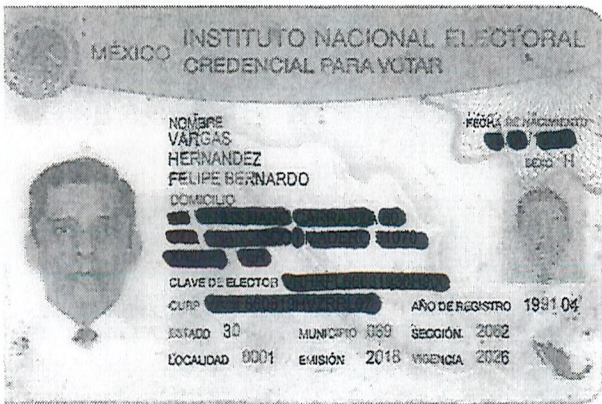 MÉXICO INSTITUTO NACIONAL ELECTORAL
CREDENCIAL PARA VOTAR
NOMBRE
VARGAS
HERNANDEZ
FELIPE BERNARDO
FECHA DE NACIMIENTO
SEXO H
DOMICILIO
CLAVE DE ELECTOR
CURP
AÑO DE REGISTRO 1991 04
ESTADO 30 MUNICIPIO 089 SECCIÓN. 2082
LOCALIDAD 0001 EMISIÓN 2016 VIGENCIA 2026